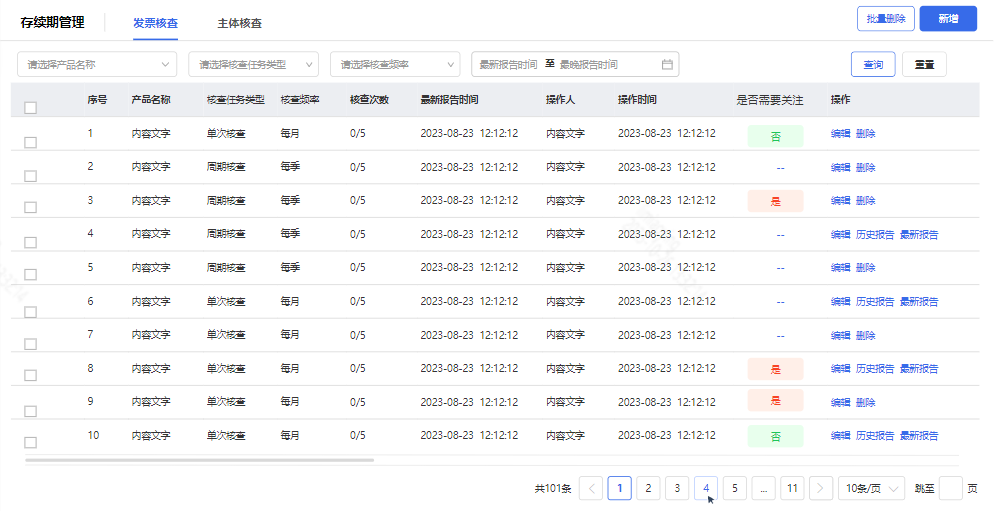 存续期管理 发票核查 主体核查 批量删除 新增
请选择产品名称 请选择核查任务类型 请选择核查频率 最新报告时间 至 最晚报告时间 查询 重置
序号 产品名称 核查任务类型 核查频率 核查次数 最新报告时间 操作人 操作时间 是否需要关注 操作
1 内容文字 单次核查 每月 0/5 2023-08-23 12:12:12 内容文字 2023-08-23 12:12:12 否 编辑 删除
2 内容文字 周期核查 每季 0/5 2023-08-23 12:12:12 内容文字 2023-08-23 12:12:12 -- 编辑 删除
3 内容文字 周期核查 每季 0/5 2023-08-23 12:12:12 内容文字 2023-08-23 12:12:12 是 编辑 删除
4 内容文字 周期核查 每季 0/5 2023-08-23 12:12:12 内容文字 2023-08-23 12:12:12 -- 编辑 历史报告 最新报告
5 内容文字 周期核查 每季 0/5 2023-08-23 12:12:12 内容文字 2023-08-23 12:12:12 -- 编辑 删除
6 内容文字 单次核查 每月 0/5 2023-08-23 12:12:12 内容文字 2023-08-23 12:12:12 -- 编辑 历史报告 最新报告
7 内容文字 单次核查 每月 0/5 2023-08-23 12:12:12 内容文字 2023-08-23 12:12:12 -- 编辑 删除
8 内容文字 单次核查 每月 0/5 2023-08-23 12:12:12 内容文字 2023-08-23 12:12:12 是 编辑 历史报告 最新报告
9 内容文字 单次核查 每月 0/5 2023-08-23 12:12:12 内容文字 2023-08-23 12:12:12 是 编辑 删除
10 内容文字 单次核查 每月 0/5 2023-08-23 12:12:12 内容文字 2023-08-23 12:12:12 否 编辑 历史报告 最新报告
共101条 1 2 3 4 5 ... 11 10条/页 跳至 页